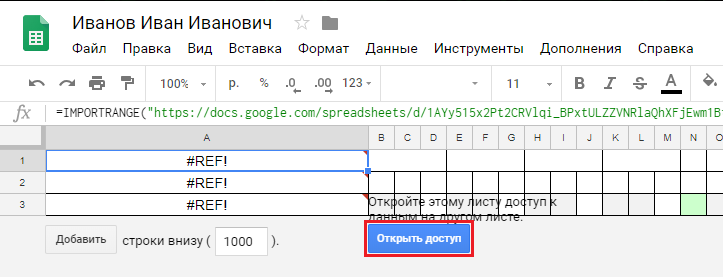 Иванов Иван Иванович
Файл Правка Вид Вставка Формат Данные Инструменты Дополнения Справка
100% р. % .0 .00 123 11 B I S A
fx =IMPORTRANGE("https://docs.google.com/spreadsheets/d/1AYy515x2Pt2CRVlqi_BPxtULZZVNRlaQhXFjEwm1B
A B C D E F G H I J K L M N O
1 #REF!
2 #REF!
3 #REF!
Откройте этому листу доступ к
данным на другом листе.
Добавить строки внизу ( 1000 ). Открыть доступ